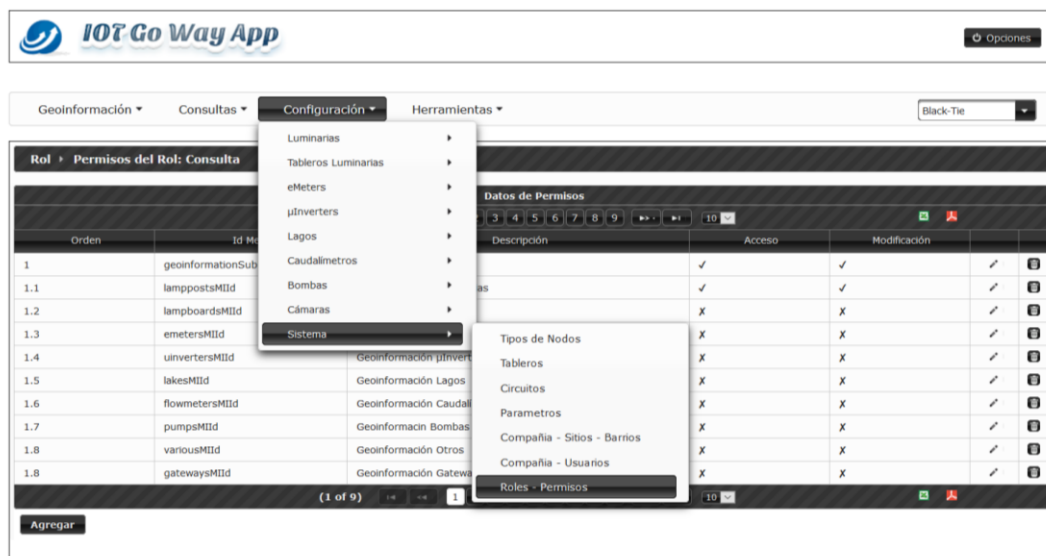 IOT Go Way App
Opciones
Geoinformación Consultas Configuración Herramientas Black-Tie
Luminarias
Tableros Luminarias
eMeters
µInverters
Lagos
Caudalímetros
Bombas
Cámaras
Sistema
Tipos de Nodos
Tableros
Circuitos
Parametros
Compañia - Sitios - Barrios
Compañia - Usuarios
Roles - Permisos
Rol Permisos del Rol: Consulta
Datos de Permisos
3 4 5 6 7 8 9 10
Orden Id Me Descripción Acceso Modificación
1 geoinformationSub ✓ ✓
1.1 lamppostsMIId as ✓ ✓
1.2 lampboardsMIId x x
1.3 emetersMIId x x
1.4 uinvertersMIId Geoinformación µInvert x x
1.5 lakesMIId Geoinformación Lagos x x
1.6 flowmetersMIId Geoinformación Caudalí x x
1.7 pumpsMIId Geoinformacin Bombas x x
1.8 variousMIId Geoinformación Otros x x
1.8 gatewaysMIId Geoinformación Gatewa x x
(1 of 9) 1 10
Agregar